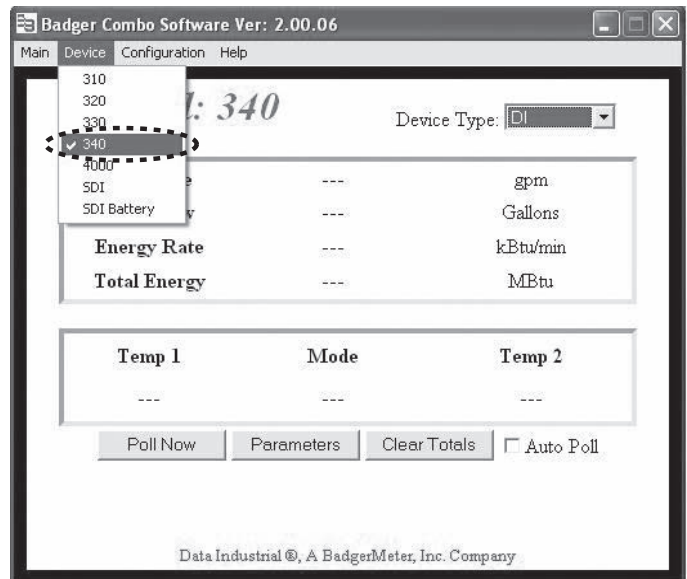 Badger Combo Software Ver: 2.00.06
Main Device Configuration Help
310
320
330
340
4000
SDI
SDI Battery
340
Device Type: DI
--- gpm
--- Gallons
Energy Rate --- kBtu/min
Total Energy --- MBtu
Temp 1 Mode Temp 2
--- --- ---
Poll Now Parameters Clear Totals Auto Poll
Data Industrial ®, A BadgerMeter, Inc. Company